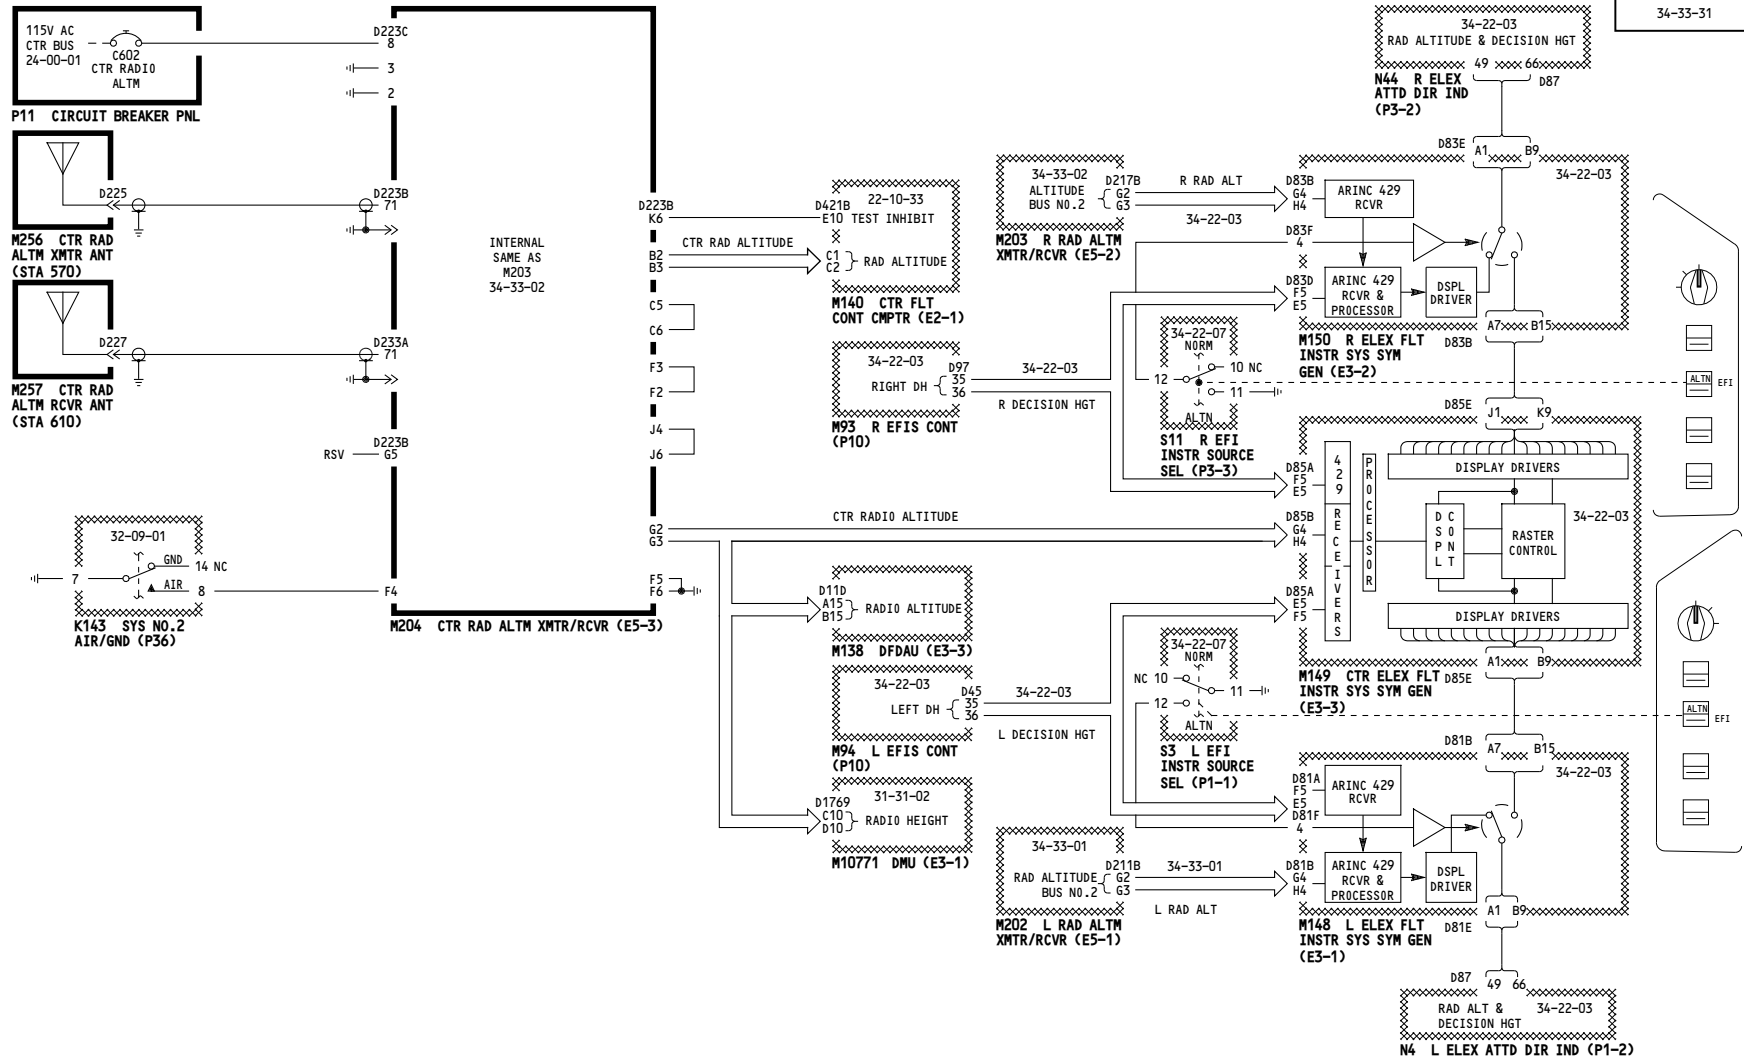 34-33-31
115V AC
CTR BUS
24-00-01
C602
CTR RADIO
ALTM
P11 CIRCUIT BREAKER PNL
D223C
8
3
2
D225
D223B
71
M256 CTR RAD
ALTM XMTR ANT
(STA 570)
D227
D233A
71
M257 CTR RAD
ALTM RCVR ANT
(STA 610)
D223B
RSV
G5
32-09-01
GND
14 NC
7
AIR
8
F4
K143 SYS NO.2
AIR/GND (P36)
INTERNAL
SAME AS
M203
34-33-02
M204 CTR RAD ALTM XMTR/RCVR (E5-3)
D223B
K6
B2
B3
C5
C6
F3
F2
J4
J6
G2
G3
F5
F6
CTR RAD ALTITUDE
D421B
22-10-33
E10 TEST INHIBIT
C1
C2
RAD ALTITUDE
M140 CTR FLT
CONT CMPTR (E2-1)
34-22-03
D97
RIGHT DH
35
36
34-22-03
R DECISION HGT
M93 R EFIS CONT
(P10)
CTR RADIO ALTITUDE
D11D
A15
B15
RADIO ALTITUDE
M138 DFDAU (E3-3)
34-22-03
D45
LEFT DH
35
36
34-22-03
L DECISION HGT
M94 L EFIS CONT
(P10)
D1769
31-31-02
C10
D10
RADIO HEIGHT
M10771 DMU (E3-1)
34-33-02
D217B
ALTITUDE
BUS NO.2
G2
G3
R RAD ALT
34-22-03
M203 R RAD ALTM
XMTR/RCVR (E5-2)
34-22-07
NORM
10 NC
12
11
ALTN
S11 R EFI
INSTR SOURCE
SEL (P3-3)
34-22-07
NORM
NC 10
11
12
ALTN
S3 L EFI
INSTR SOURCE
SEL (P1-1)
34-33-01
D211B
RAD ALTITUDE
BUS NO.2
G2
G3
34-33-01
L RAD ALT
M202 L RAD ALTM
XMTR/RCVR (E5-1)
34-22-03
RAD ALTITUDE & DECISION HGT
49
66
D87
N44 R ELEX
ATTD DIR IND
(P3-2)
D83E
A1
B9
34-22-03
D83B
G4
H4
ARINC 429
RCVR
D83F
4
D83D
F5
E5
ARINC 429
RCVR &
PROCESSOR
DSPL
DRIVER
A7
B15
D83B
M150 R ELEX FLT
INSTR SYS SYM
GEN (E3-2)
ALTN
EFI
D85E
J1
K9
D85A
F5
E5
429
RECEIVERS
PROCESSOR
DISPLAY DRIVERS
D85B
G4
H4
DSPL
CONT
RASTER
CONTROL
34-22-03
D85A
E5
F5
DISPLAY DRIVERS
A1
B9
D85E
M149 CTR ELEX FLT
INSTR SYS SYM GEN
(E3-3)
ALTN
EFI
D81B
A7
B15
34-22-03
D81A
F5
E5
ARINC 429
RCVR
D81F
4
D81B
G4
H4
ARINC 429
RCVR &
PROCESSOR
DSPL
DRIVER
A1
B9
D81E
M148 L ELEX FLT
INSTR SYS SYM GEN
(E3-1)
D87
49
66
RAD ALT &
DECISION HGT
34-22-03
N4 L ELEX ATTD DIR IND (P1-2)